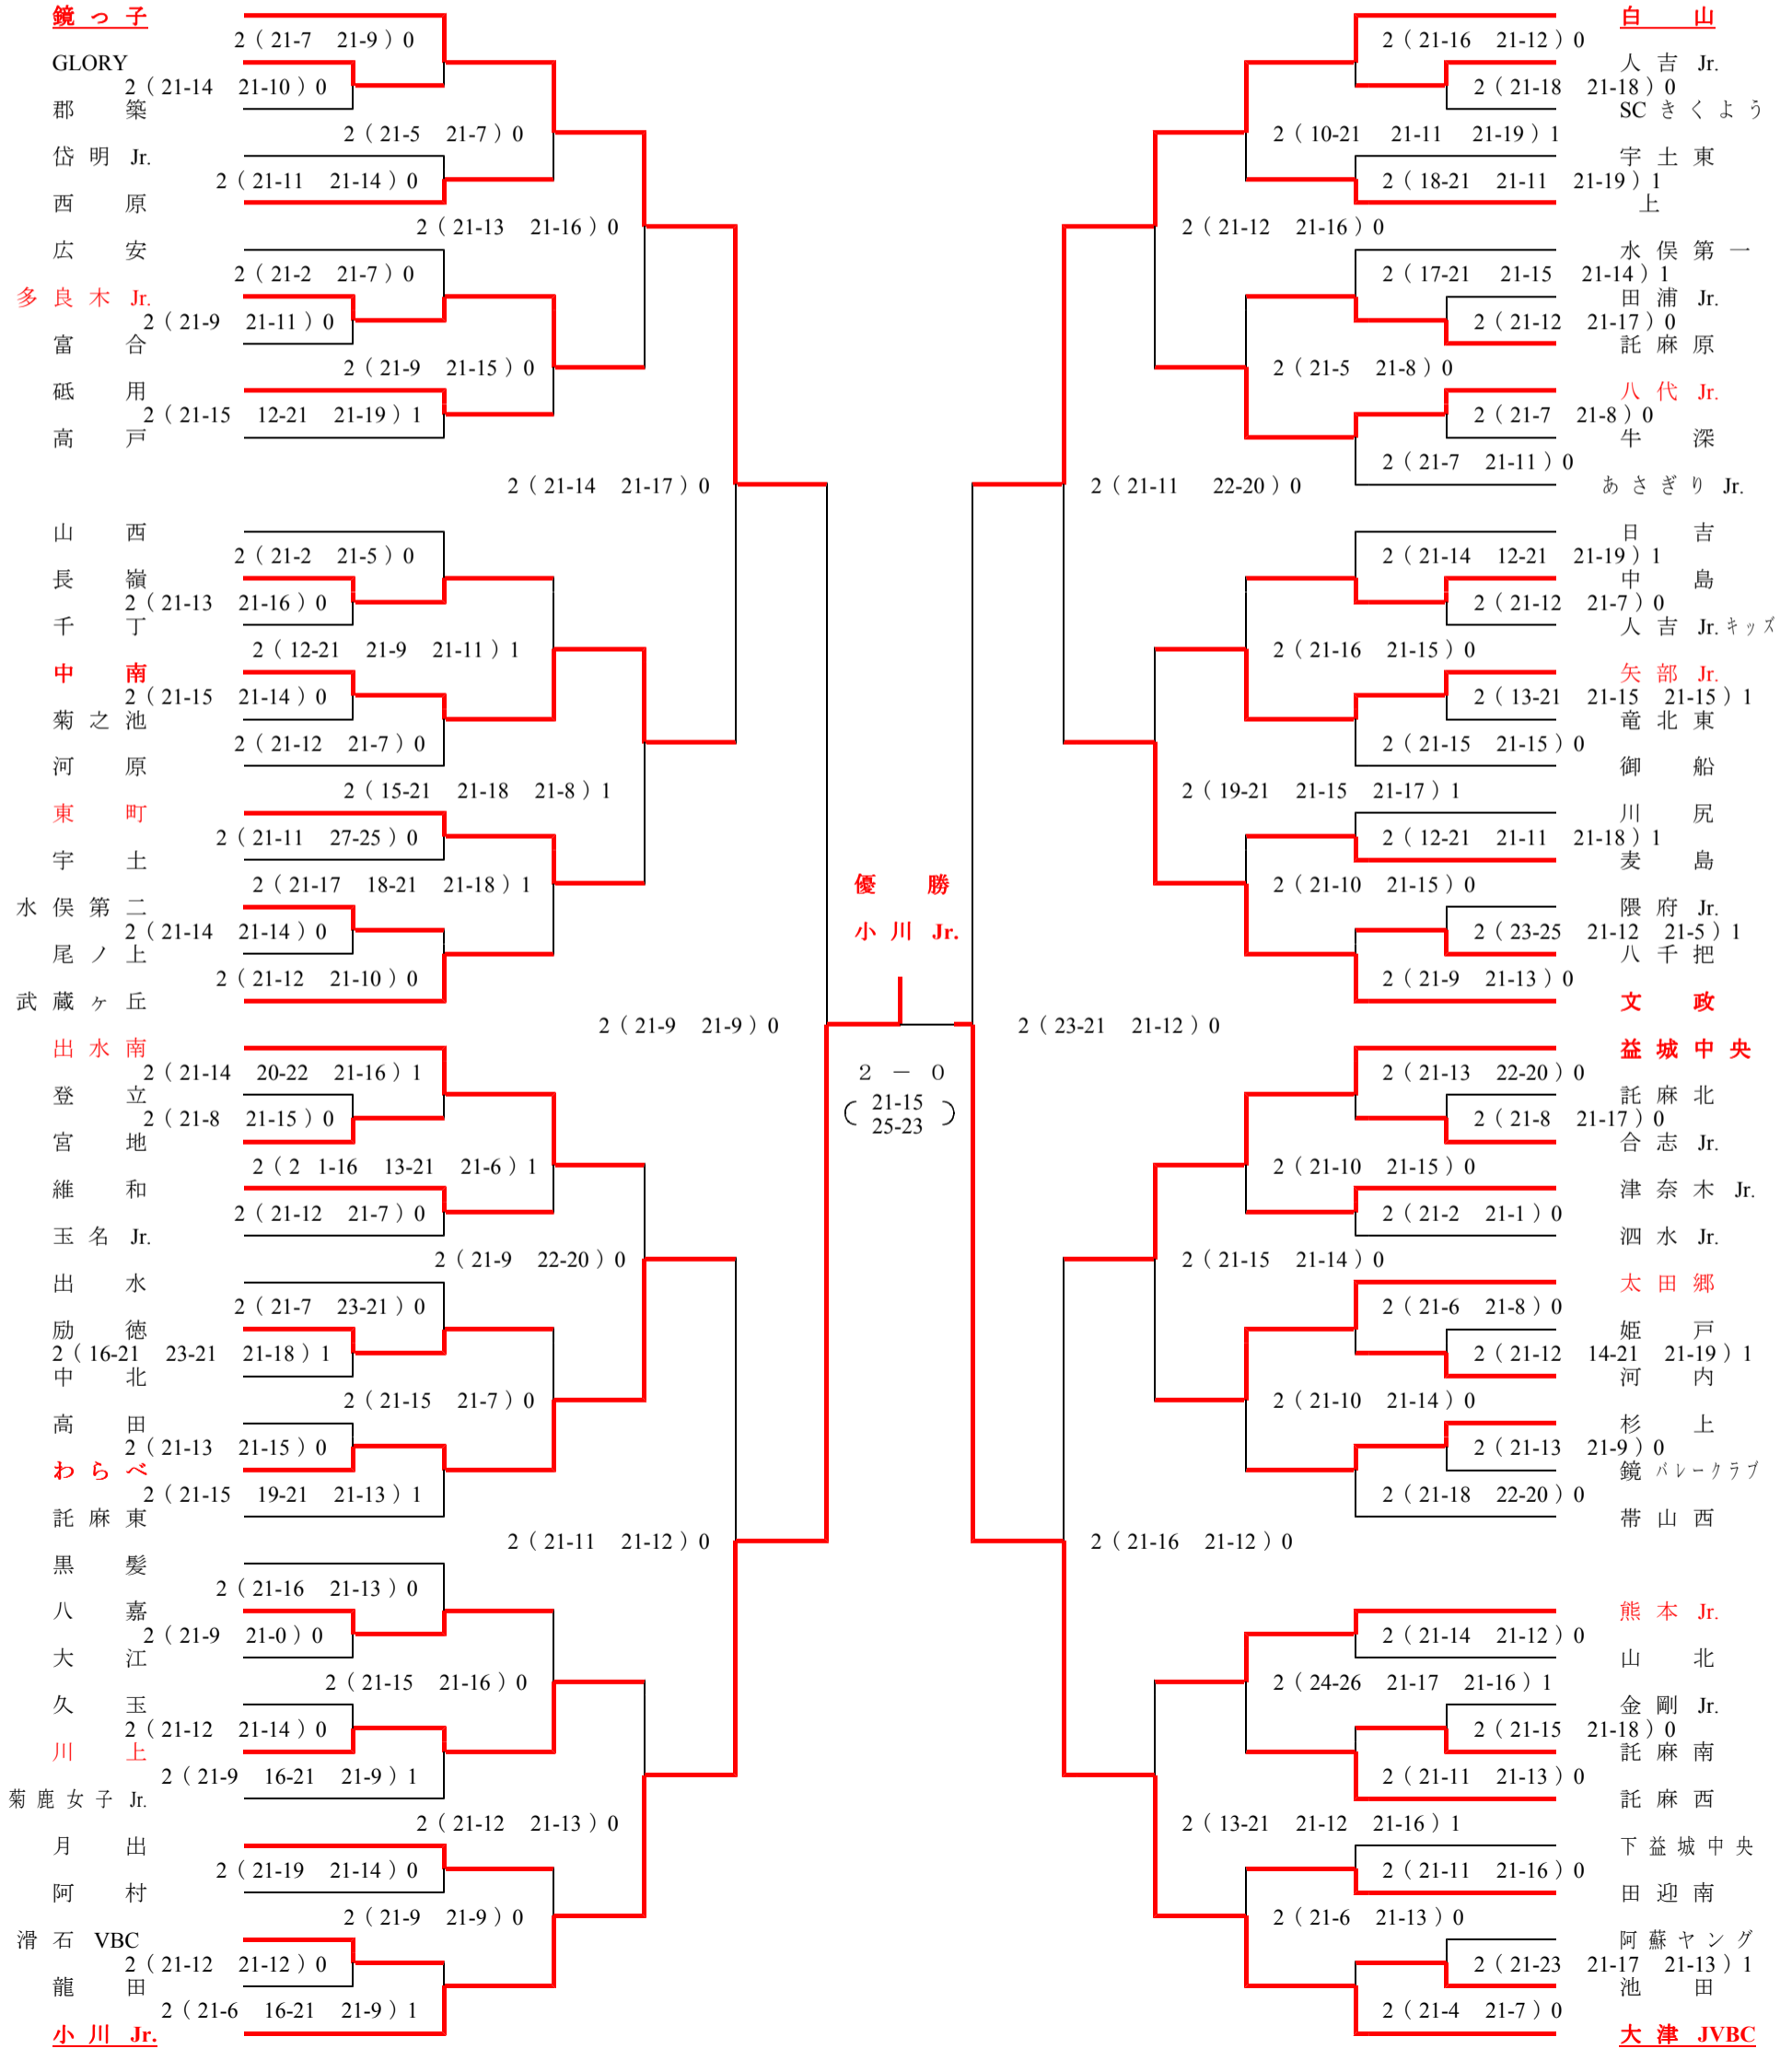 鏡っ子
2（21-7 21-9）0
GLORY
2（21-14 21-10）0
郡築
2（21-5 21-7）0
岱明 Jr.
2（21-11 21-14）0
西原
2（21-13 21-16）0
広安
2（21-2 21-7）0
多良木 Jr.
2（21-9 21-11）0
富合
2（21-9 21-15）0
砥用
2（21-15 12-21 21-19）1
高戸
2（21-14 21-17）0
山西
2（21-2 21-5）0
長嶺
2（21-13 21-16）0
千丁
2（12-21 21-9 21-11）1
中南
2（21-15 21-14）0
菊之池
2（21-12 21-7）0
河原
2（15-21 21-18 21-8）1
東町
2（21-11 27-25）0
宇土
2（21-17 18-21 21-18）1
水俣第二
2（21-14 21-14）0
尾ノ上
2（21-12 21-10）0
武蔵ヶ丘
2（21-9 21-9）0
出水南
2（21-14 20-22 21-16）1
登立
2（21-8 21-15）0
宮地
2（2 1-16 13-21 21-6）1
維和
2（21-12 21-7）0
玉名 Jr.
2（21-9 22-20）0
出水
2（21-7 23-21）0
励徳
2（16-21 23-21 21-18）1
中北
2（21-15 21-7）0
高田
2（21-13 21-15）0
わらべ
2（21-15 19-21 21-13）1
託麻東
2（21-11 21-12）0
黒髪
2（21-16 21-13）0
八嘉
2（21-9 21-0）0
大江
2（21-15 21-16）0
久玉
2（21-12 21-14）0
川上
2（21-9 16-21 21-9）1
菊鹿女子 Jr.
2（21-12 21-13）0
月出
2（21-19 21-14）0
阿村
2（21-9 21-9）0
滑石 VBC
2（21-12 21-12）0
龍田
2（21-6 16-21 21-9）1
小川 Jr.
優勝
小川 Jr.
2 － 0
（21-15
25-23）
白山
2（21-16 21-12）0
人吉 Jr.
2（21-18 21-18）0
SCきくよう
2（10-21 21-11 21-19）1
宇土東
2（18-21 21-11 21-19）1
上
2（21-12 21-16）0
水俣第一
2（17-21 21-15 21-14）1
田浦 Jr.
2（21-12 21-17）0
託麻原
2（21-5 21-8）0
八代 Jr.
2（21-7 21-8）0
牛深
2（21-7 21-11）0
あさぎり Jr.
2（21-11 22-20）0
日吉
2（21-14 12-21 21-19）1
中島
2（21-12 21-7）0
人吉 Jr.キッズ
2（21-16 21-15）0
矢部 Jr.
2（13-21 21-15 21-15）1
竜北東
2（21-15 21-15）0
御船
2（19-21 21-15 21-17）1
川尻
2（12-21 21-11 21-18）1
麦島
2（21-10 21-15）0
隈府 Jr.
2（23-25 21-12 21-5）1
八千把
2（21-9 21-13）0
文政
2（23-21 21-12）0
益城中央
2（21-13 22-20）0
託麻北
2（21-8 21-17）0
合志 Jr.
2（21-10 21-15）0
津奈木 Jr.
2（21-2 21-1）0
泗水 Jr.
2（21-15 21-14）0
太田郷
2（21-6 21-8）0
姫戸
2（21-12 14-21 21-19）1
河内
2（21-10 21-14）0
杉上
2（21-13 21-9）0
鏡バレークラブ
2（21-18 22-20）0
帯山西
2（21-16 21-12）0
熊本 Jr.
2（21-14 21-12）0
山北
2（24-26 21-17 21-16）1
金剛 Jr.
2（21-15 21-18）0
託麻南
2（21-11 21-13）0
託麻西
2（13-21 21-12 21-16）1
下益城中央
2（21-11 21-16）0
田迎南
2（21-6 21-13）0
阿蘇ヤング
2（21-23 21-17 21-13）1
池田
2（21-4 21-7）0
大津 JVBC